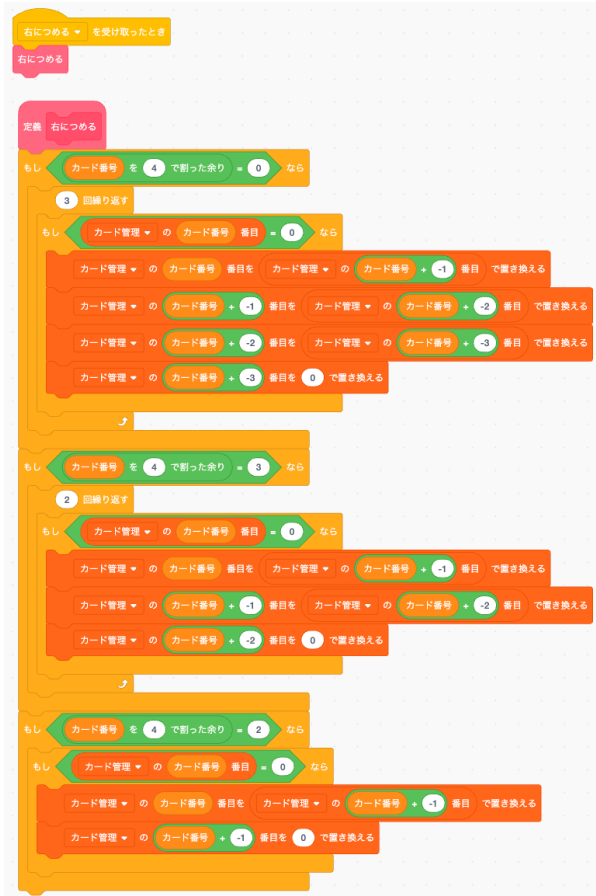 右につめる を受け取ったとき
右につめる
定義 右につめる
もし カード番号 を 4 で割った余り = 0 なら
3 回繰り返す
もし カード管理 の カード番号 番目 = 0 なら
カード管理 の カード番号 番目を カード管理 の カード番号 + -1 番目 で置き換える
カード管理 の カード番号 + -1 番目を カード管理 の カード番号 + -2 番目 で置き換える
カード管理 の カード番号 + -2 番目を カード管理 の カード番号 + -3 番目 で置き換える
カード管理 の カード番号 + -3 番目を 0 で置き換える
もし カード番号 を 4 で割った余り = 3 なら
2 回繰り返す
もし カード管理 の カード番号 番目 = 0 なら
カード管理 の カード番号 番目を カード管理 の カード番号 + -1 番目 で置き換える
カード管理 の カード番号 + -1 番目を カード管理 の カード番号 + -2 番目 で置き換える
カード管理 の カード番号 + -2 番目を 0 で置き換える
もし カード番号 を 4 で割った余り = 2 なら
もし カード管理 の カード番号 番目 = 0 なら
カード管理 の カード番号 番目を カード管理 の カード番号 + -1 番目 で置き換える
カード管理 の カード番号 + -1 番目を 0 で置き換える